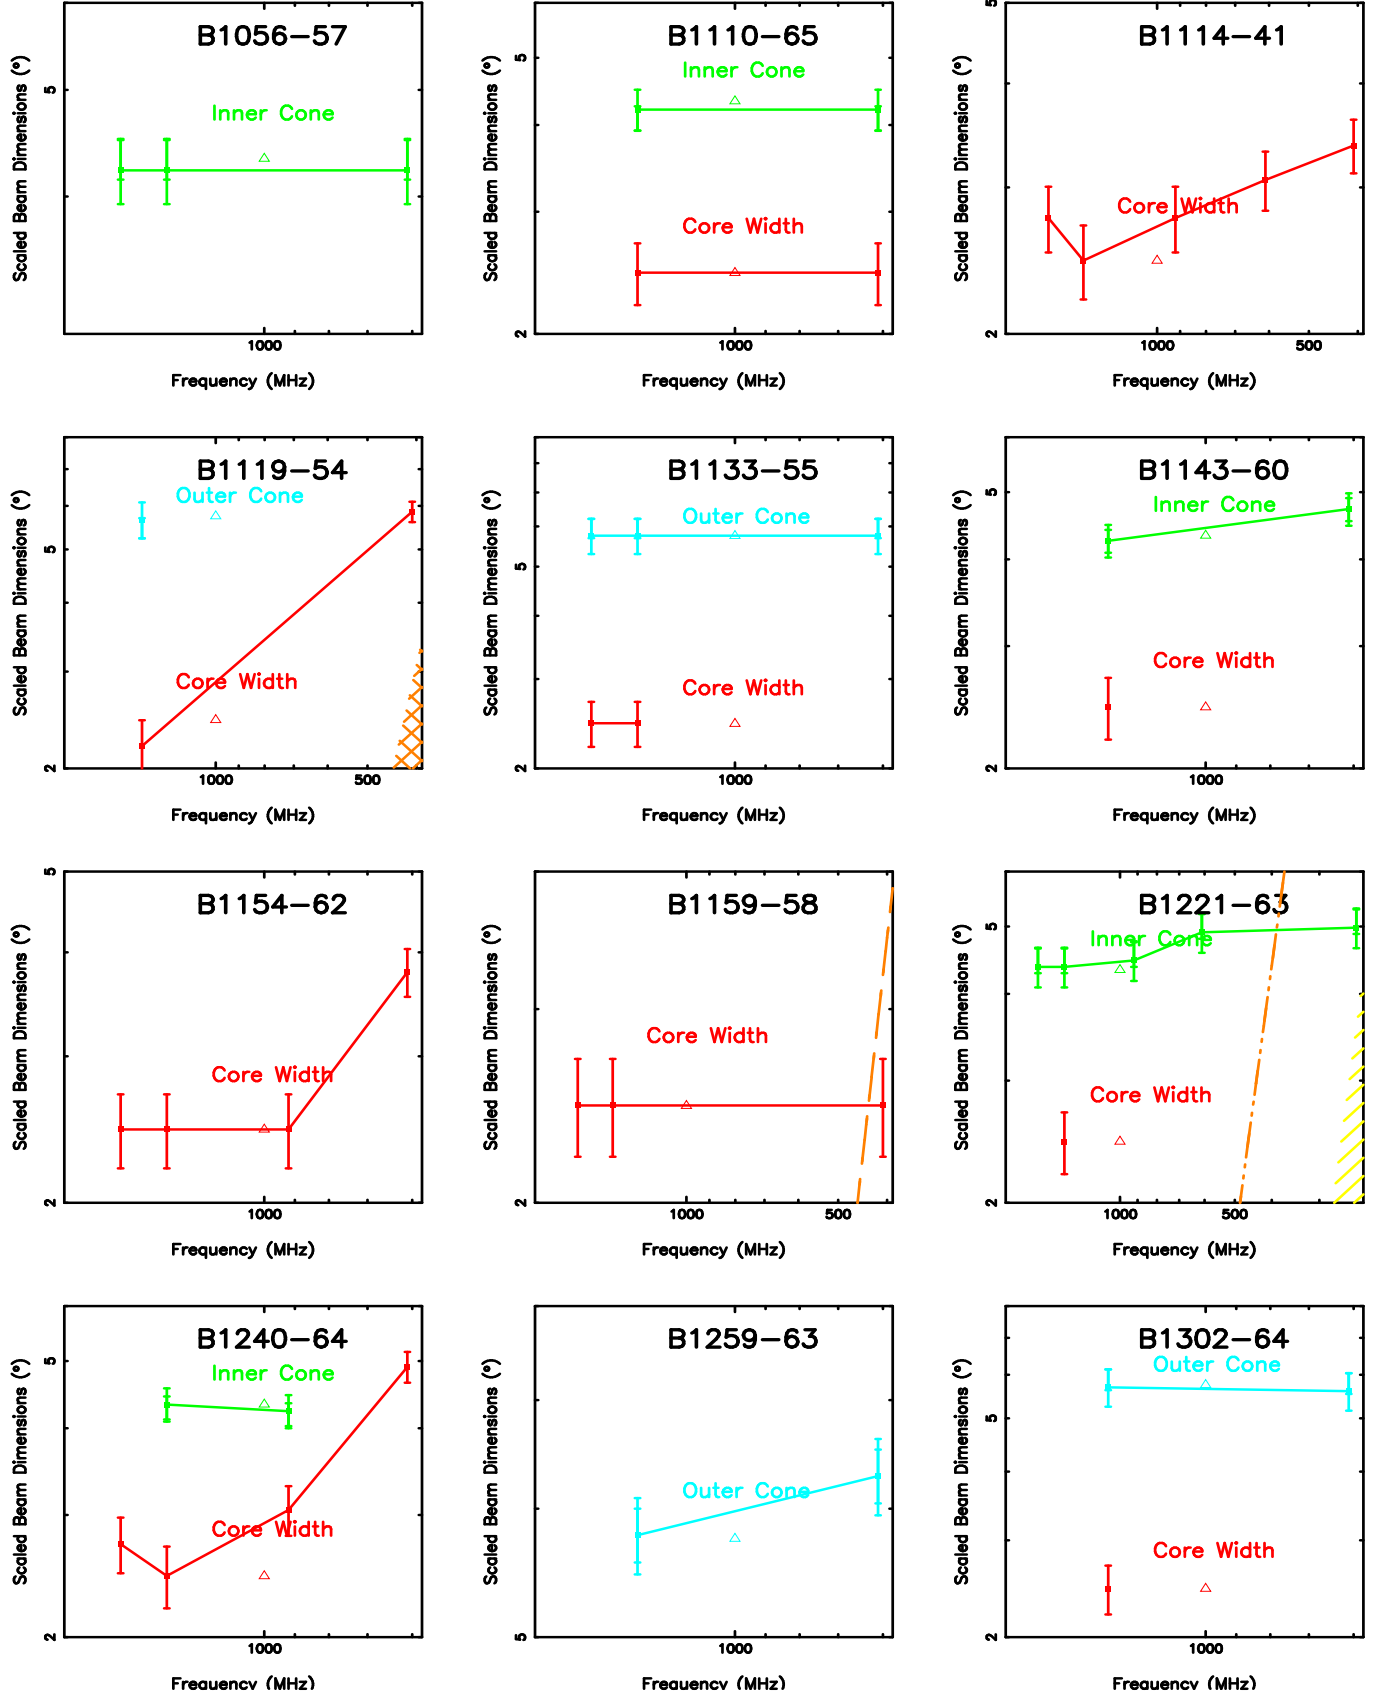 B1056-57
Inner Cone
Scaled Beam Dimensions (°)
5
1000
Frequency (MHz)
B1110-65
Inner Cone
Core Width
Scaled Beam Dimensions (°)
5
2
1000
Frequency (MHz)
B1114-41
Core Width
Scaled Beam Dimensions (°)
5
2
1000 500
Frequency (MHz)
B1119-54
Outer Cone
Core Width
Scaled Beam Dimensions (°)
5
2
1000 500
Frequency (MHz)
B1133-55
Outer Cone
Core Width
Scaled Beam Dimensions (°)
5
2
1000
Frequency (MHz)
B1143-60
Inner Cone
Core Width
Scaled Beam Dimensions (°)
5
2
1000
Frequency (MHz)
B1154-62
Core Width
Scaled Beam Dimensions (°)
5
2
1000
Frequency (MHz)
B1159-58
Core Width
Scaled Beam Dimensions (°)
2
1000 500
Frequency (MHz)
B1221-63
Inner Cone
Core Width
Scaled Beam Dimensions (°)
5
2
1000 500
Frequency (MHz)
B1240-64
Inner Cone
Core Width
Scaled Beam Dimensions (°)
5
2
1000
Frequency (MHz)
B1259-63
Outer Cone
Scaled Beam Dimensions (°)
5
1000
Frequency (MHz)
B1302-64
Outer Cone
Core Width
Scaled Beam Dimensions (°)
5
2
1000
Frequency (MHz)